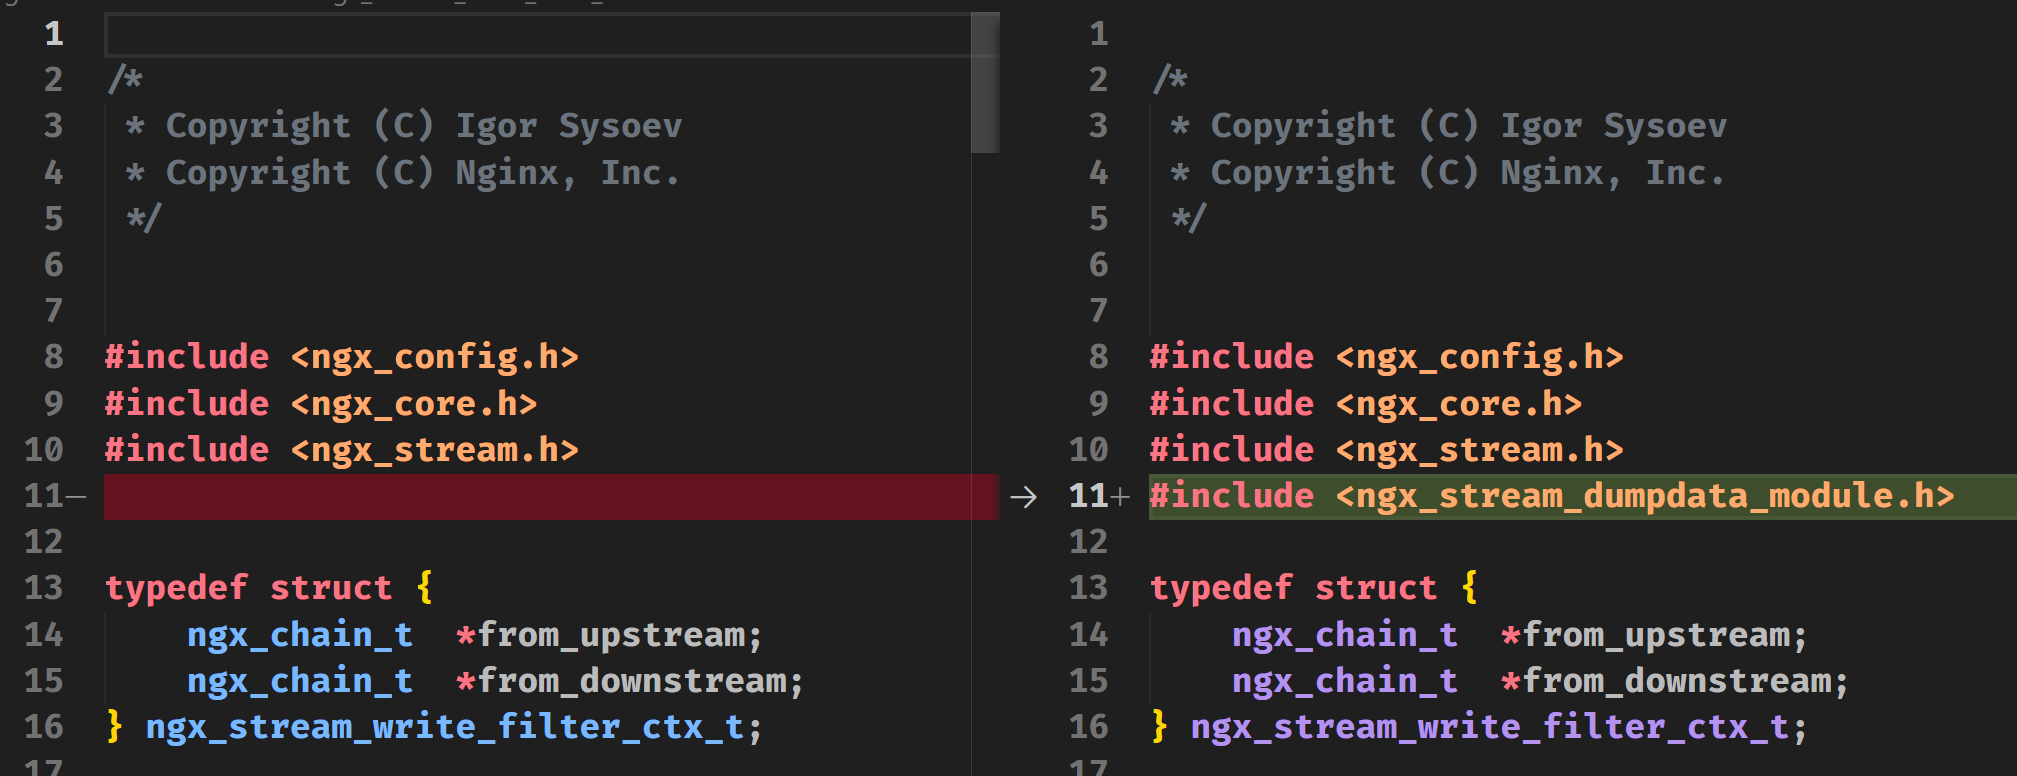 1
2 /*
3  * Copyright (C) Igor Sysoev
4  * Copyright (C) Nginx, Inc.
5  */
6
7
8 #include <ngx_config.h>
9 #include <ngx_core.h>
10 #include <ngx_stream.h>
11—
12
13 typedef struct {
14     ngx_chain_t  *from_upstream;
15     ngx_chain_t  *from_downstream;
16 } ngx_stream_write_filter_ctx_t;
17
1
2 /*
3  * Copyright (C) Igor Sysoev
4  * Copyright (C) Nginx, Inc.
5  */
6
7
8 #include <ngx_config.h>
9 #include <ngx_core.h>
10 #include <ngx_stream.h>
→ 11+ #include <ngx_stream_dumpdata_module.h>
12
13 typedef struct {
14     ngx_chain_t  *from_upstream;
15     ngx_chain_t  *from_downstream;
16 } ngx_stream_write_filter_ctx_t;
17